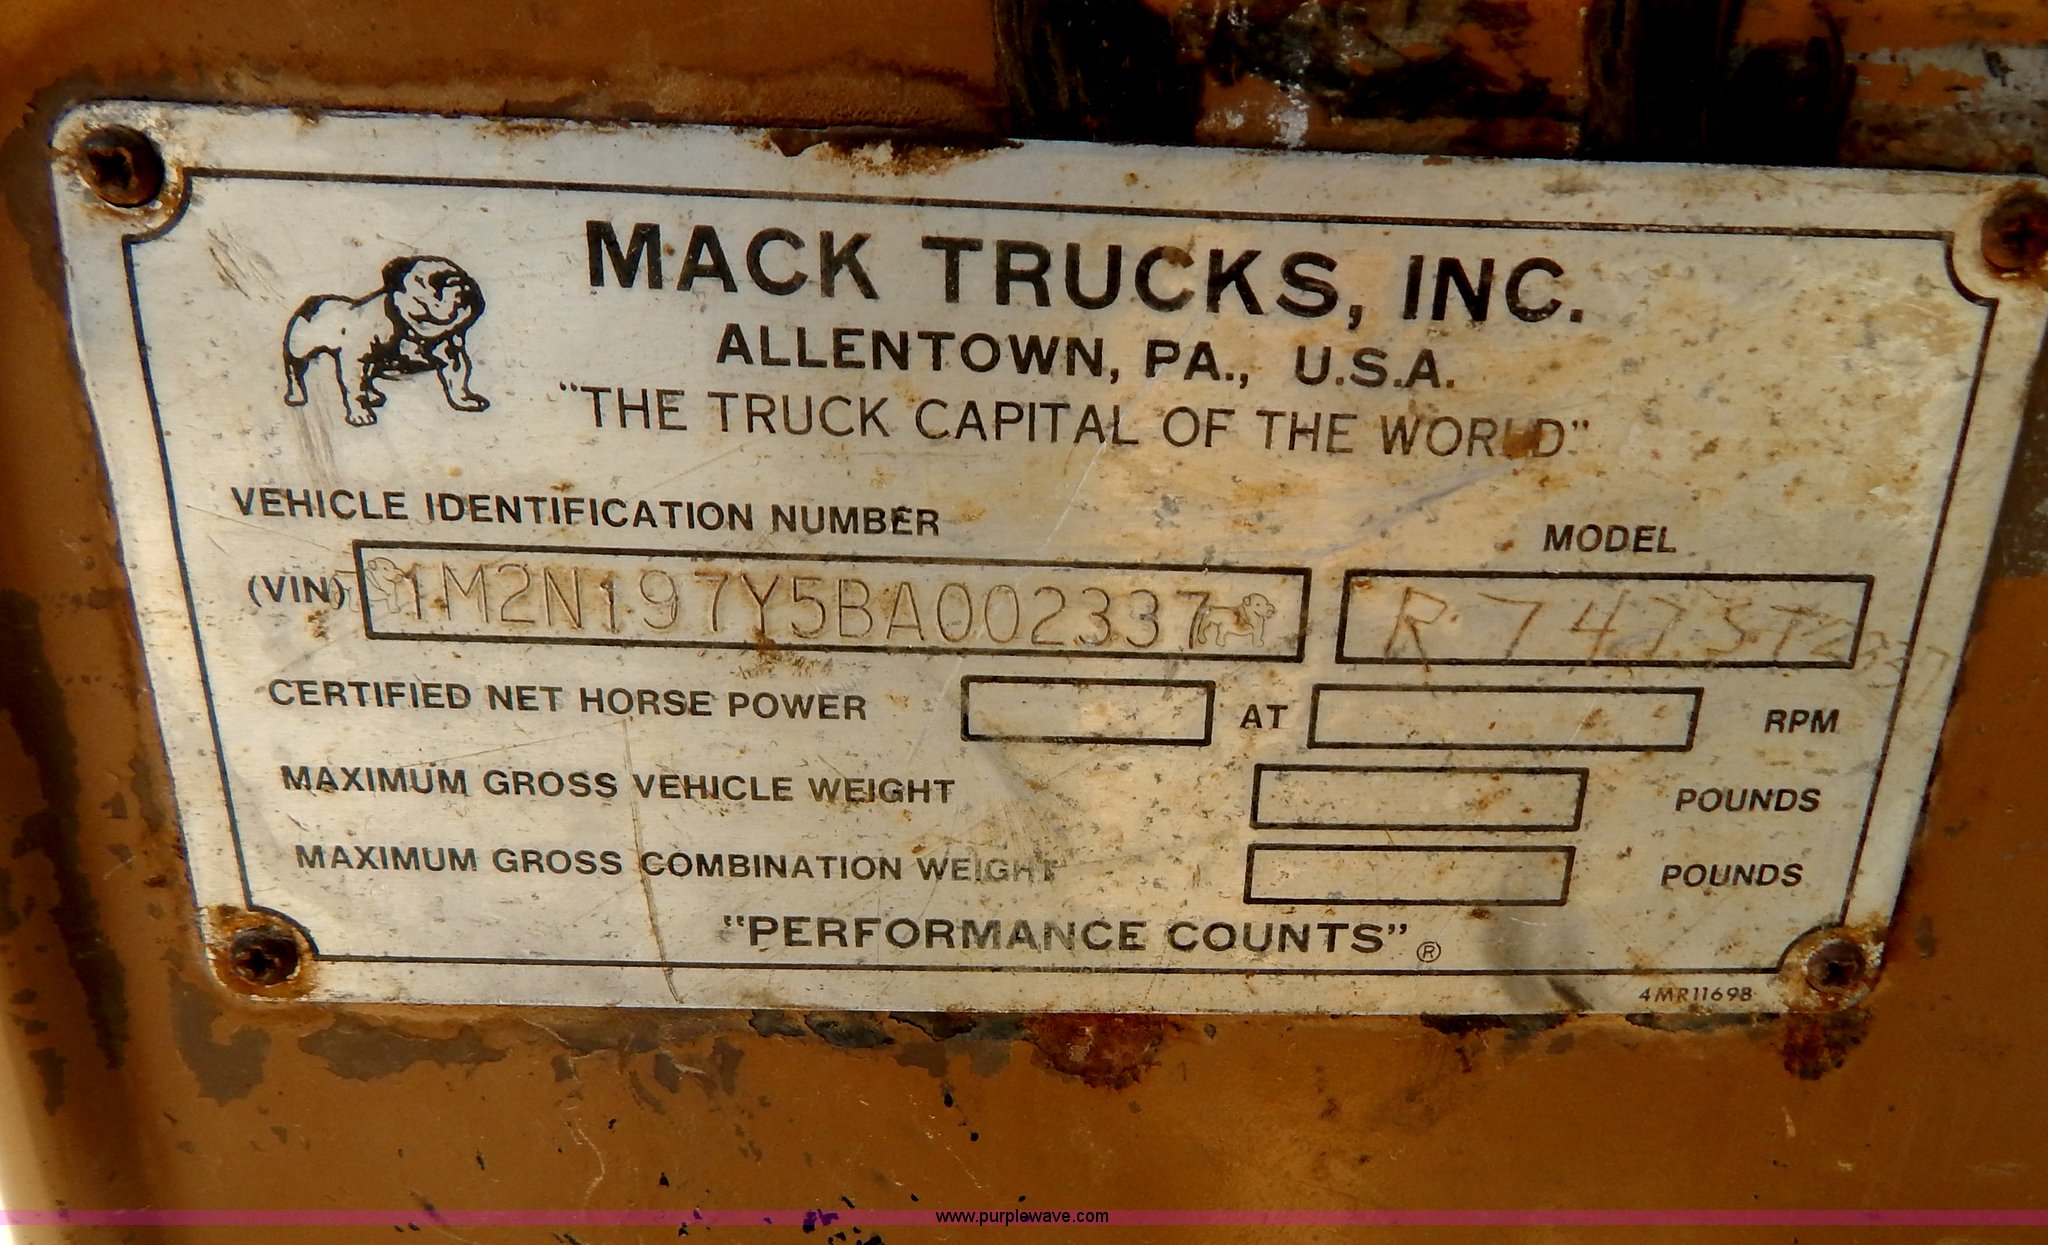 MACK TRUCKS, INC.
ALLENTOWN, PA., U.S.A.
"THE TRUCK CAPITAL OF THE WORLD"
VEHICLE IDENTIFICATION NUMBER
MODEL
(VIN) 1M2N197Y5BA002337
CERTIFIED NET HORSE POWER AT RPM
MAXIMUM GROSS VEHICLE WEIGHT POUNDS
MAXIMUM GROSS COMBINATION WEIGHT POUNDS
"PERFORMANCE COUNTS" ®
4MR1169B
www.purplewave.com